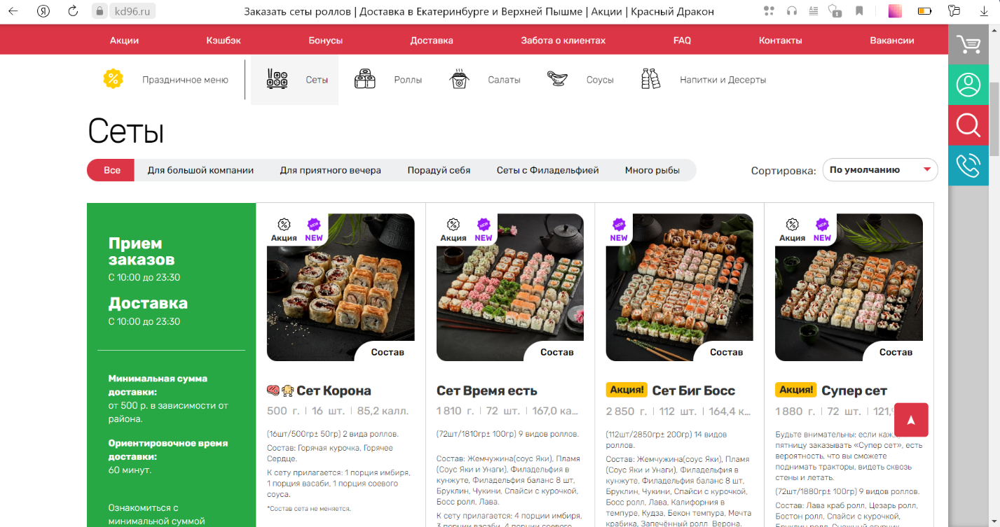 kd96.ru
Заказать сеты роллов | Доставка в Екатеринбурге и Верхней Пышме | Акции | Красный Дракон
1
Акции
Кэшбэк
Бонусы
Доставка
Забота о клиентах
FAQ
Контакты
Вакансии
Праздничное меню
Сеты
Роллы
Салаты
Соусы
Напитки и Десерты
Сеты
Все
Для большой компании
Для приятного вечера
Порадуй себя
Сеты с Филадельфией
Много рыбы
Сортировка:
По умолчанию
Прием
заказов
С 10:00 до 23:30
Доставка
С 10:00 до 23:30
Минимальная сумма
доставки:
от 500 р. в зависимости от
района.
Ориентировочное время
доставки:
60 минут.
Ознакомиться с
минимальной суммой
Акция
NEW
Состав
Сет Корона
500 г. | 16 шт. | 85,2 калл.
(16шт/500гр± 50гр) 2 вида роллов.
Состав: Горячая курочка, Горячее
Сердце.
К сету прилагается: 1 порция имбиря,
1 порция васаби, 1 порция соевого
соуса.
*Состав сета не меняется.
Акция
NEW
Состав
Сет Время есть
1 810 г. | 72 шт. | 167,0 ка...
(72шт/1810гр± 100гр) 9 видов роллов.
Состав: Жемчужина(соус Яки), Пламя
(Соус Яки и Унаги), Филадельфия в
кунжуте, Филадельфия баланс 8 шт,
Бруклин, Чукини, Спайси с курочкой,
Босс ролл, Лава.
К сету прилагается: 4 порции имбиря,
3 порции васаби, 4 порции соевого
NEW
Состав
Акция! Сет Биг Босс
2 850 г. | 112 шт. | 164,4 к...
(112шт/2850гр± 200гр) 14 видов
роллов.
Состав: Жемчужина(соус Яки), Пламя
(Соус Яки и Унаги), Филадельфия в
кунжуте, Филадельфия баланс 8 шт,
Бруклин, Чукини, Спайси с курочкой,
Босс ролл, Лава, Калифорния в
темпуре, Кудза, Бекон темпура, Мечта
крабика, Запечённый ролл Верона.
Акция
NEW
Состав
Акция! Супер сет
1 880 г. | 72 шт. | 121,
Будьте внимательны: если
пятницу заказывать «Супер сет», есть
вероятность, что вы сможете
поднимать тракторы, видеть сквозь
стены и летать.
(72шт/1880гр± 100гр) 9 видов роллов.
Состав: Лава краб ролл, Цезарь ролл,
Бостон ролл, Спайси с курочкой,
Бруклин ролл, Снежный огурчик,